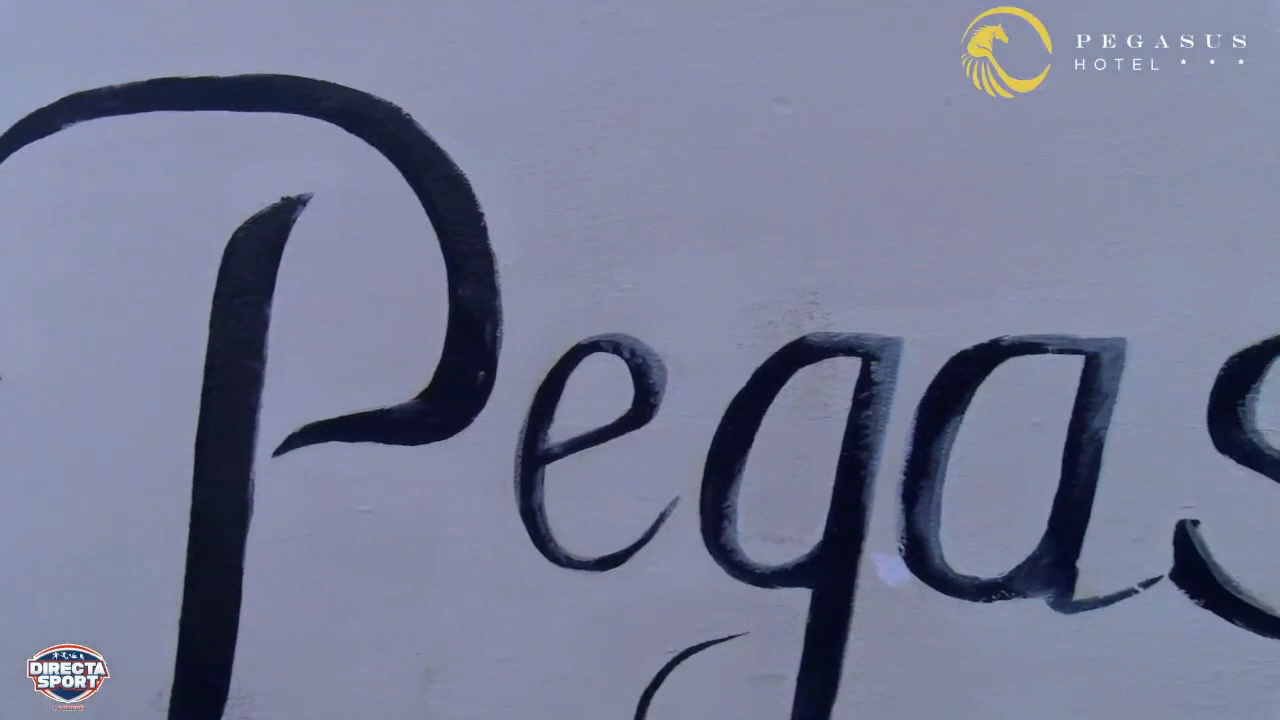 PEGASUS
HOTEL * * *
Pegas
DIRECTA
SPORT